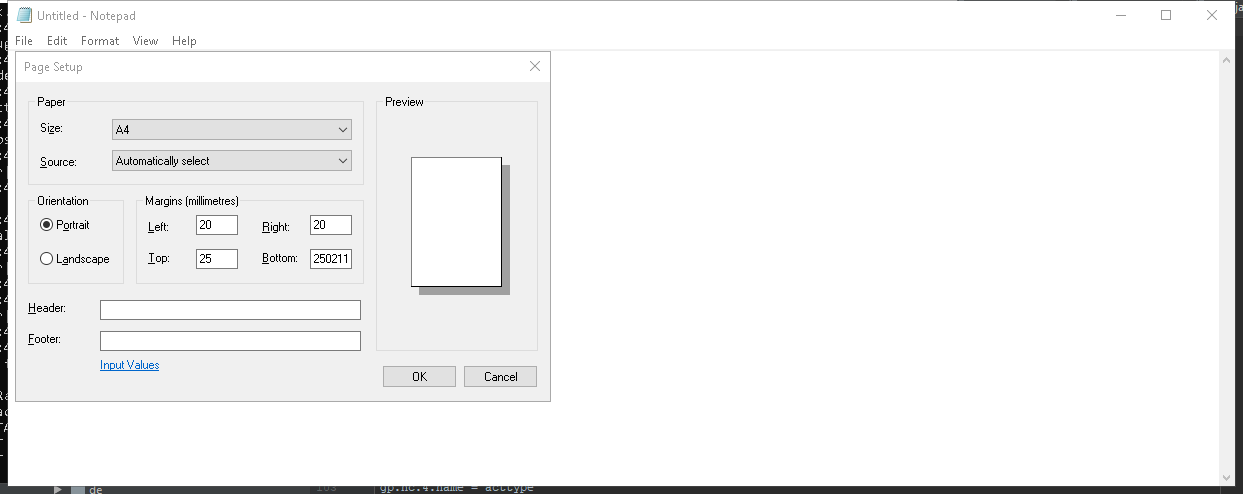 Untitled - Notepad
File Edit Format View Help
Page Setup
Paper
Size: A4
Source: Automatically select
Orientation
Portrait
Landscape
Margins (millimetres)
Left: 20 Right: 20
Top: 25 Bottom: 250211
Header:
Footer:
Input Values
Preview
OK Cancel
de
gp.nc.4.name = acctype